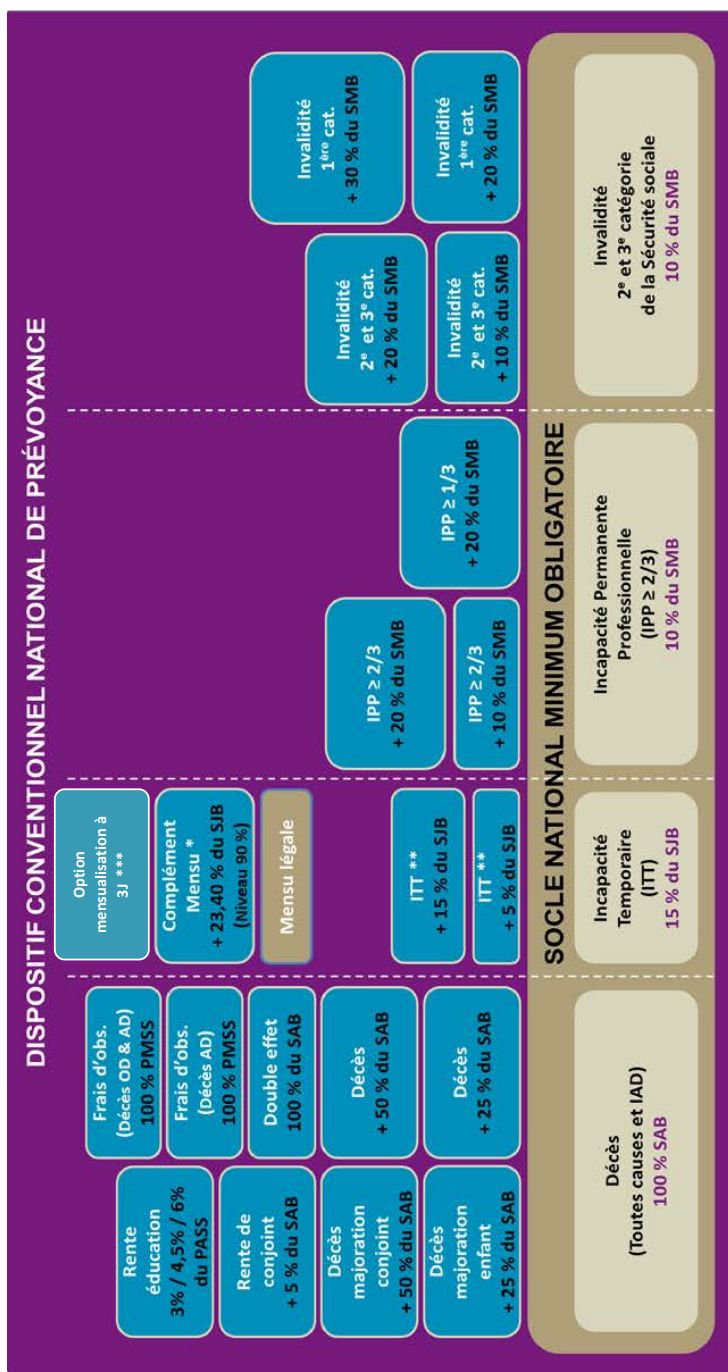 DISPOSITIF CONVENTIONNEL NATIONAL DE PRÉVOYANCE
Rente
éducation
3% / 4,5% / 6%
du PASS
Rente de
conjoint
+ 5 % du SAB
Décès
majoration
conjoint
+ 50 % du SAB
Décès
majoration
enfant
+ 25 % du SAB
Frais d'obs.
(Décès OD & AD)
100 % PMSS
Frais d'obs.
(Décès AD)
100 % PMSS
Double effet
100 % du SAB
Décès
+ 50 % du SAB
Décès
+ 25 % du SAB
Option
mensualisation à
3J ***
Complément
Mensu *
+ 23,40 % du SJB
(Niveau 90 %)
Mensu légale
ITT **
+ 15 % du SJB
ITT **
+ 5 % du SJB
IPP ≥ 2/3
+ 20 % du SMB
IPP ≥ 2/3
+ 10 % du SMB
IPP ≥ 1/3
+ 20 % du SMB
Invalidité
2e et 3e cat.
+ 20 % du SMB
Invalidité
2e et 3e cat.
+ 10 % du SMB
Invalidité
1ère cat.
+ 30 % du SMB
Invalidité
1ère cat.
+ 20 % du SMB
SOCLE NATIONAL MINIMUM OBLIGATOIRE
Décès
(Toutes causes et IAD)
100 % SAB
Incapacité
Temporaire
(ITT)
15 % du SJB
Incapacité Permanente
Professionnelle
(IPP ≥ 2/3)
10 % du SMB
Invalidité
2e et 3e catégorie
de la Sécurité sociale
10 % du SMB